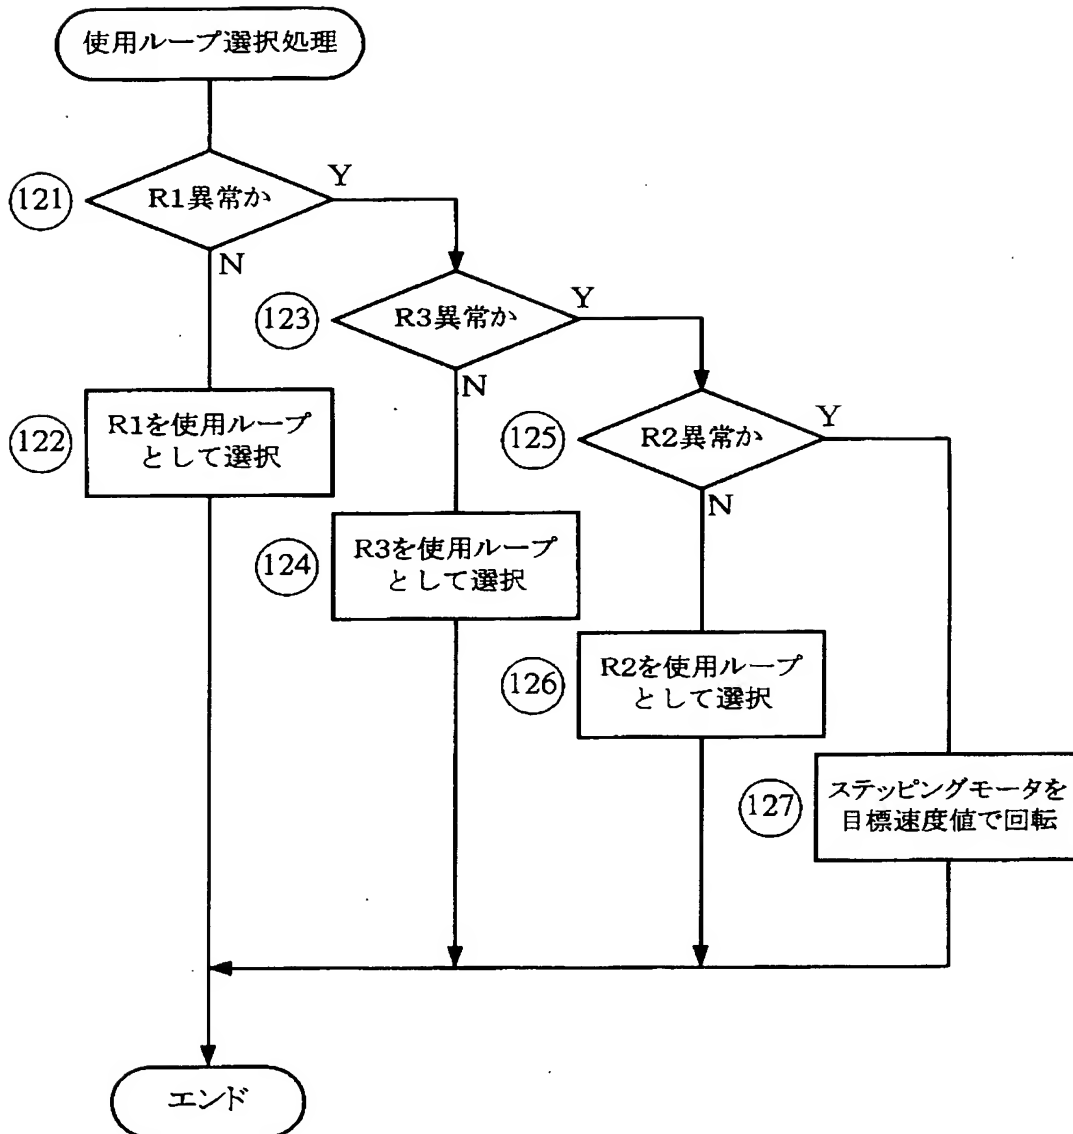 使用ループ選択処理
121
R1異常か
Y
N
123
R3異常か
Y
N
122
R1を使用ループ
として選択
125
R2異常か
Y
N
124
R3を使用ループ
として選択
126
R2を使用ループ
として選択
127
ステッピングモータを
目標速度値で回転
エンド